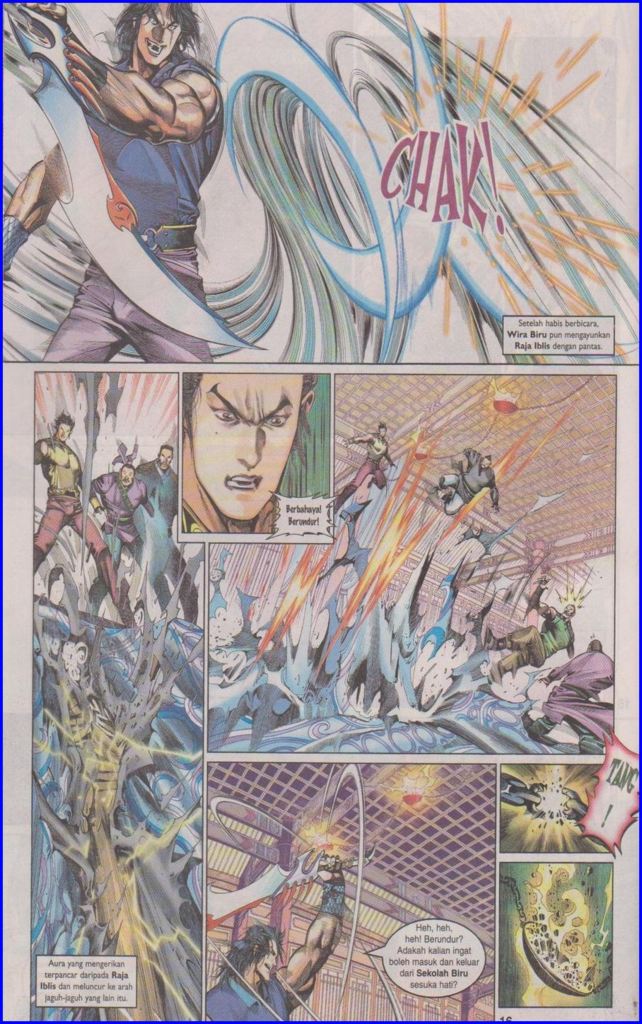 CHAK!
Setelah habis berbicara,
Wira Biru pun mengayunkan
Raja Iblis dengan pantas.
Berbahaya!
Berundur!
TANG
!
Heh, heh,
heh! Berundur?
Adakah kalian ingat
boleh masuk dan keluar
dari Sekolah Biru
sesuka hati?
Aura yang mengerikan
terpancar daripada Raja
Iblis dan meluncur ke arah
jaguh-jaguh yang lain itu.
16